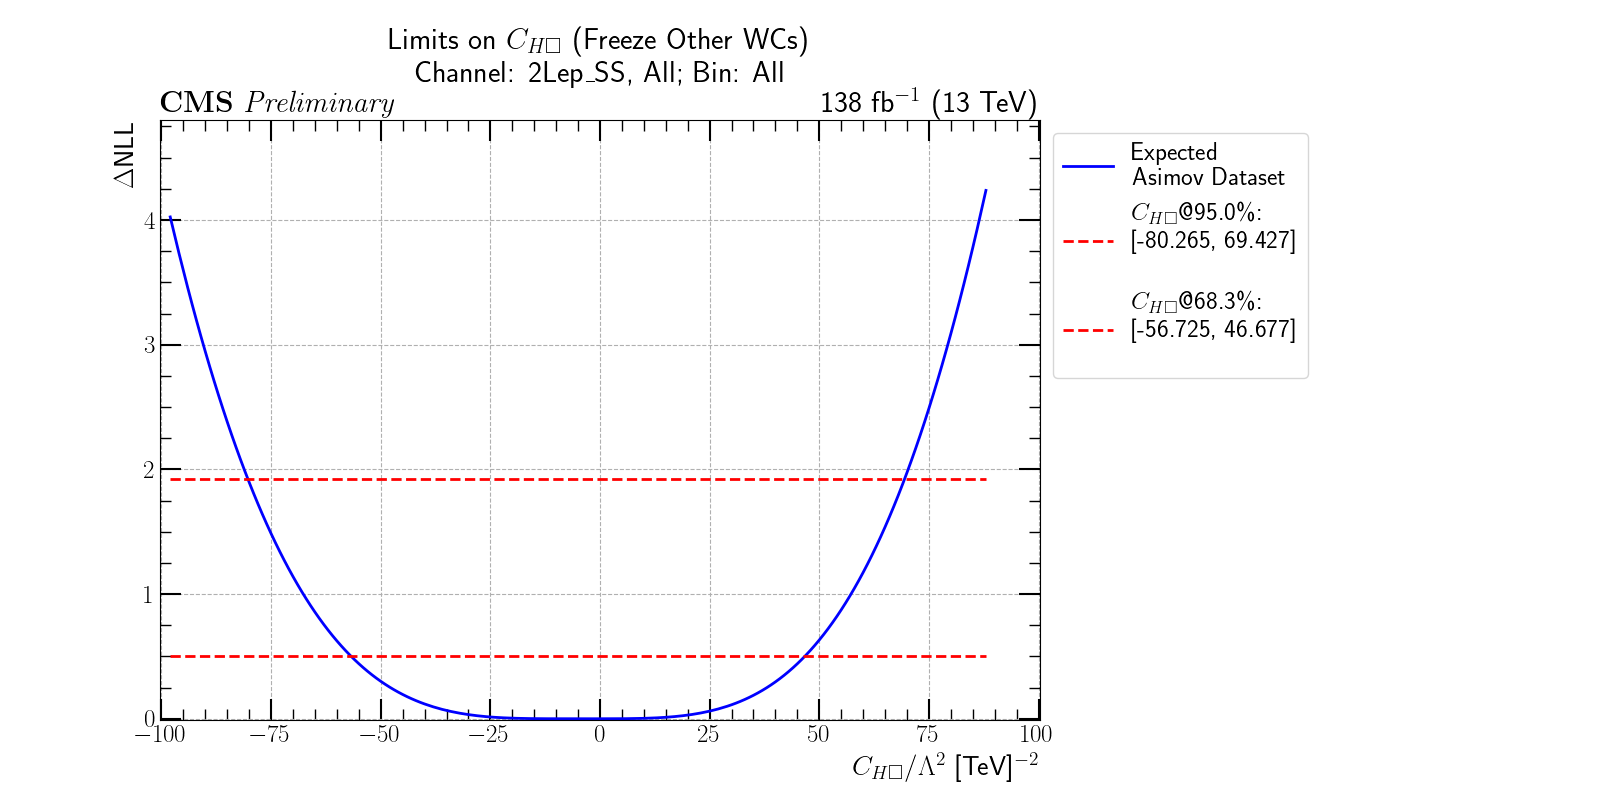 Limits on C_{H□} (Freeze Other WCs)
Channel: 2Lep_SS, All; Bin: All
CMS Preliminary
138 fb⁻¹ (13 TeV)
ΔNLL
4
3
2
1
0
−100 −75 −50 −25 0 25 50 75 100
C_{H□}/Λ² [TeV]⁻²
Expected
Asimov Dataset
C_{H□}@95.0%:
[-80.265, 69.427]
C_{H□}@68.3%:
[-56.725, 46.677]